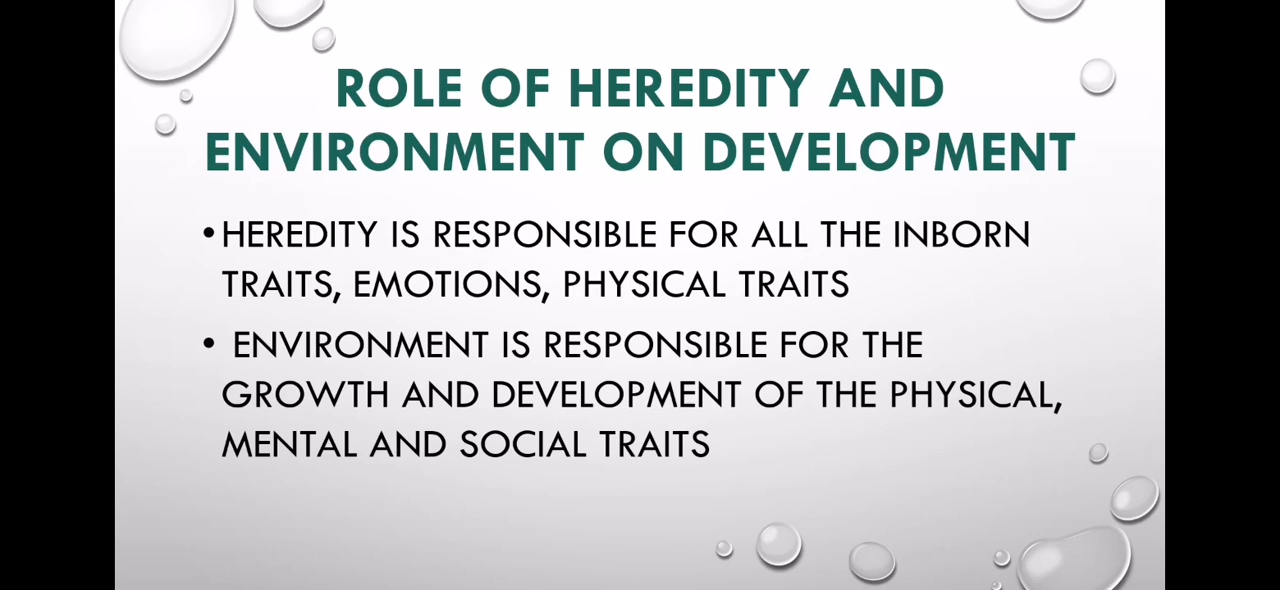 ROLE OF HEREDITY AND
ENVIRONMENT ON DEVELOPMENT
• HEREDITY IS RESPONSIBLE FOR ALL THE INBORN
TRAITS, EMOTIONS, PHYSICAL TRAITS
• ENVIRONMENT IS RESPONSIBLE FOR THE
GROWTH AND DEVELOPMENT OF THE PHYSICAL,
MENTAL AND SOCIAL TRAITS